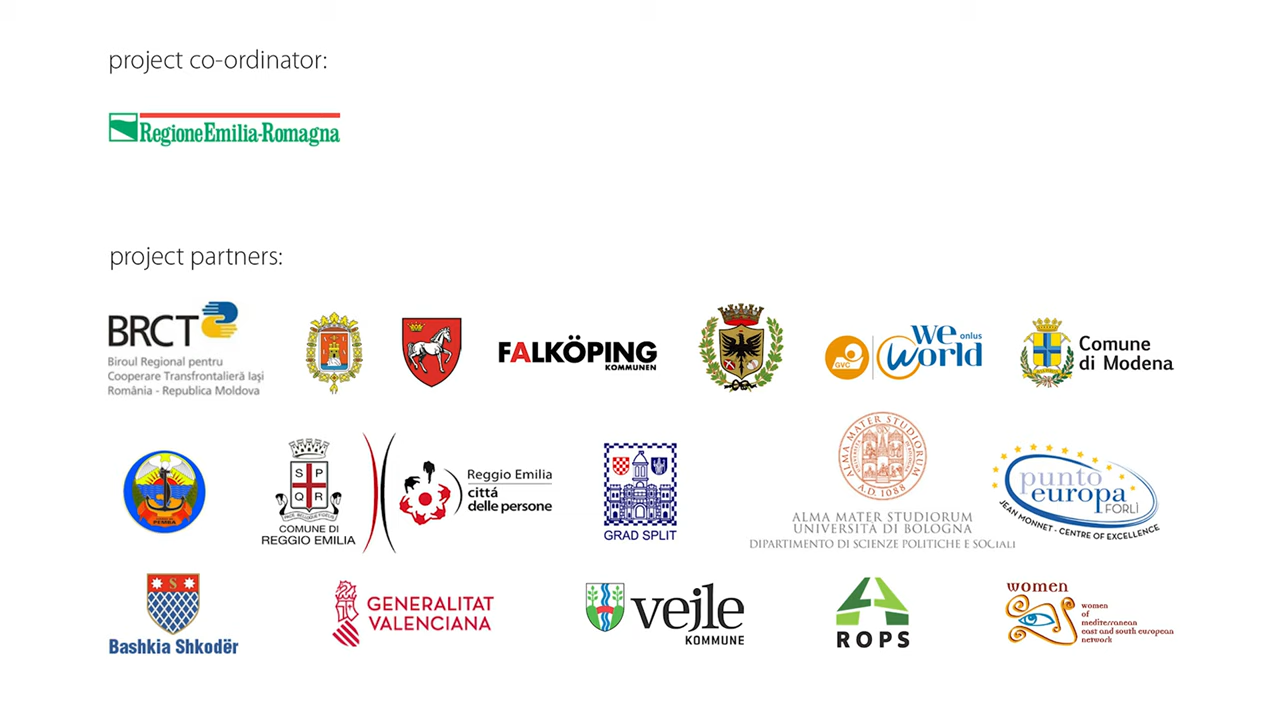 project co-ordinator:
RegioneEmilia-Romagna
project partners:
BRCT
Biroul Regional pentru
Cooperare Transfrontalieră Iași
România - Republica Moldova
FALKÖPING
KOMMUNEN
GVC
we onlus
world
Comune
di Modena
PEMBA
S P
Q R
COMUNE DI
REGGIO EMILIA
Reggio Emilia
cittá
delle persone
GRAD SPLIT
ALMA MATER STUDIORUM
A.D. 1088
ALMA MATER STUDIORUM
UNIVERSITÀ DI BOLOGNA
DIPARTIMENTO DI SCIENZE POLITICHE E SOCIALI
punto
europa
FORLÌ
JEAN MONNET - CENTRE OF EXCELLENCE
S
Bashkia Shkodër
GENERALITAT
VALENCIANA
vejle
KOMMUNE
ROPS
women
women
of
mediterranean
east and south european
network